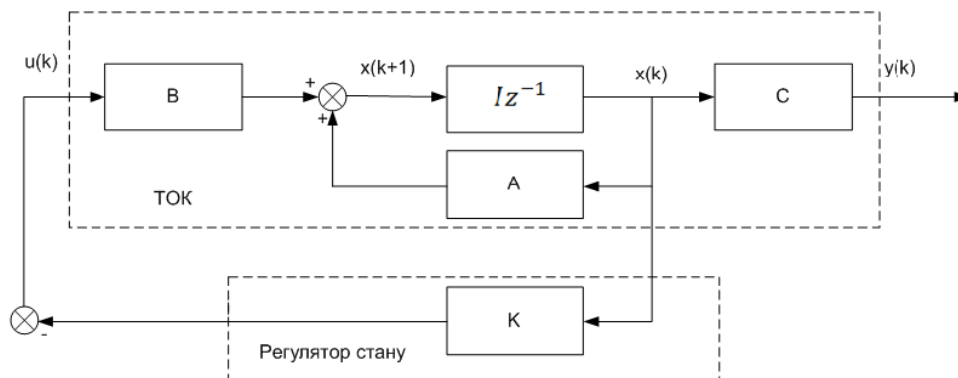 u(k)
B
+
+
x(k+1)
Iz⁻¹
x(k)
C
y(k)
A
ТОК
-
K
Регулятор стану